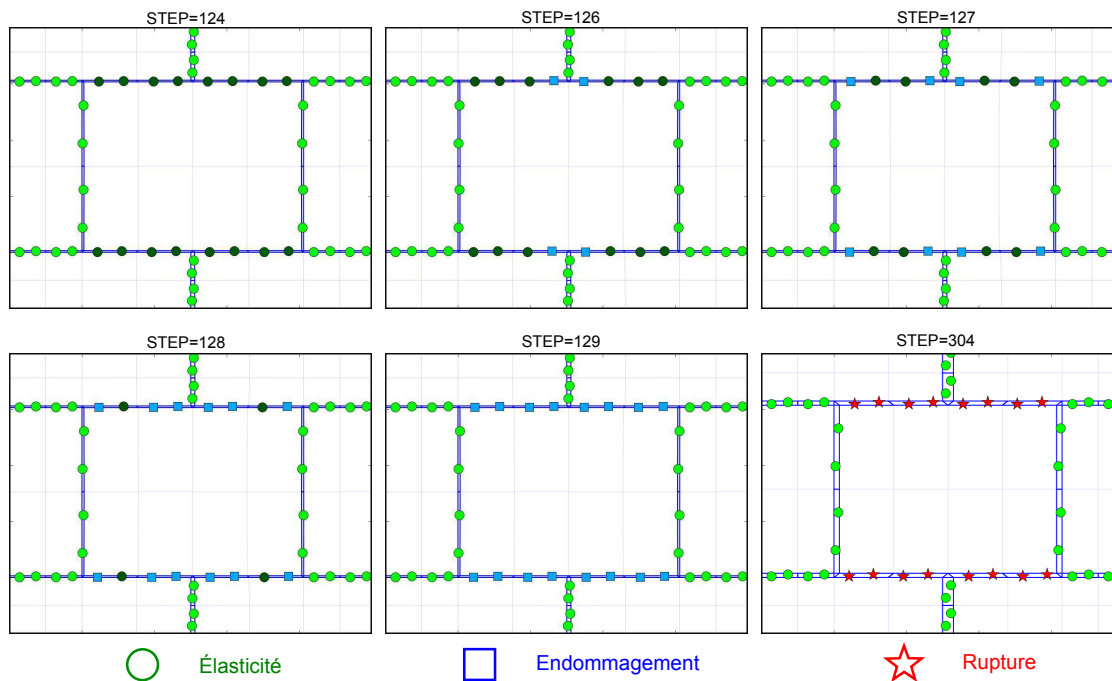 STEP=124
STEP=126
STEP=127
STEP=128
STEP=129
STEP=304
Élasticité
Endommagement
Rupture